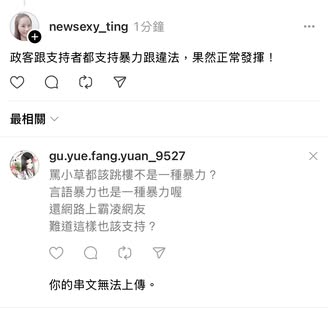 newsexy_ting 1分鐘
政客跟支持者都支持暴力跟違法，果然正常發揮！
最相關
gu.yue.fang.yuan_9527
罵小草都該跳樓不是一種暴力？
言語暴力也是一種暴力喔
還網路上霸凌網友
難道這樣也該支持？
你的串文無法上傳。